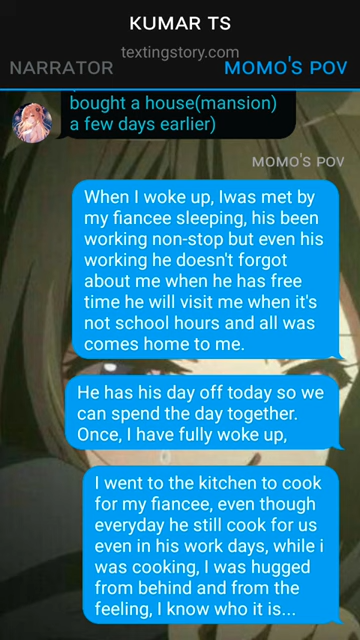 KUMAR TS
textingstory.com
NARRATOR
MOMO'S POV
bought a house(mansion)
a few days earlier)
MOMO'S POV
When I woke up, Iwas met by
my fiancee sleeping, his been
working non-stop but even his
working he doesn't forgot
about me when he has free
time he will visit me when it's
not school hours and all was
comes home to me.
He has his day off today so we
can spend the day together.
Once, I have fully woke up,
I went to the kitchen to cook
for my fiancee, even though
everyday he still cook for us
even in his work days, while i
was cooking, I was hugged
from behind and from the
feeling, I know who it is...